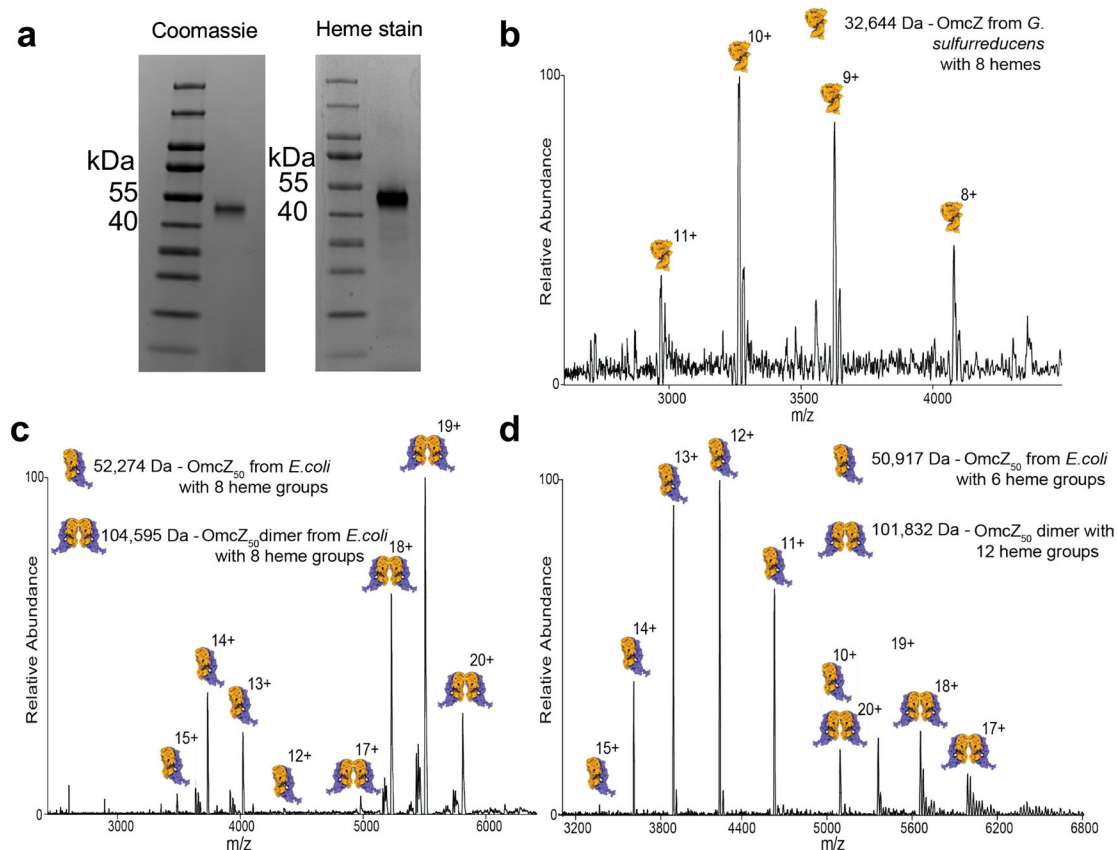 a
Coomassie
Heme stain
kDa
55
40
kDa
55
40
b
32,644 Da - OmcZ from G.
sulfurreducens
with 8 hemes
10+
9+
8+
11+
100
0
Relative Abundance
3000
3500
4000
m/z
c
52,274 Da - OmcZ50 from E.coli
with 8 heme groups
104,595 Da - OmcZ50dimer from E.coli
with 8 heme groups
19+
18+
20+
14+
13+
15+
12+
17+
100
0
Relative Abundance
3000
4000
5000
6000
m/z
d
50,917 Da - OmcZ50 from E.coli
with 6 heme groups
101,832 Da - OmcZ50 dimer with
12 heme groups
12+
13+
11+
14+
15+
10+
20+
19+
18+
17+
100
0
Relative Abundance
3200
3800
4400
5000
5600
6200
6800
m/z